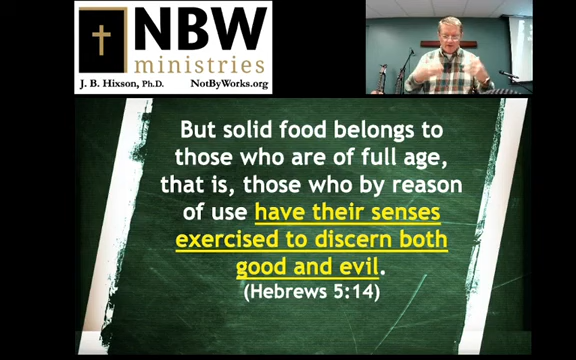 NBW
ministries
J. B. Hixson, Ph.D. NotByWorks.org
But solid food belongs to
those who are of full age,
that is, those who by reason
of use have their senses
exercised to discern both
good and evil.
(Hebrews 5:14)